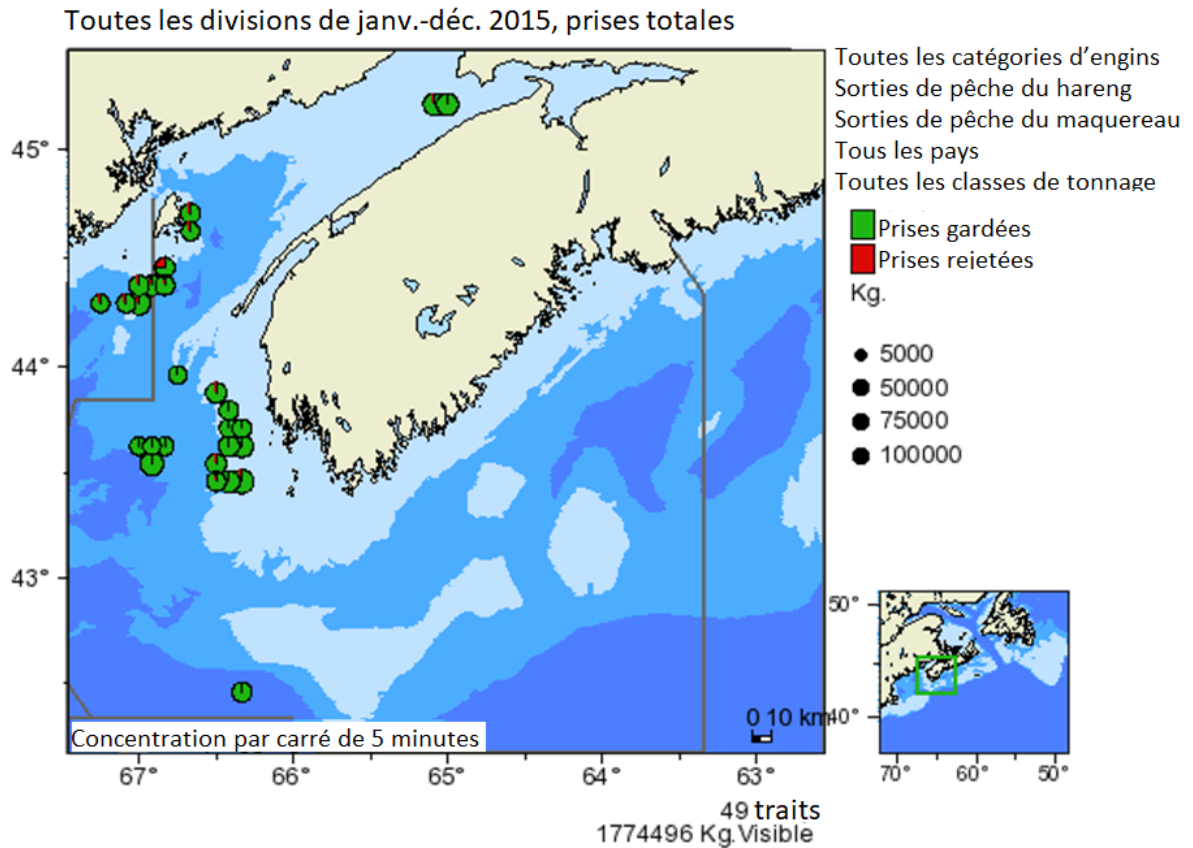 Toutes les divisions de janv.-déc. 2015, prises totales
Toutes les catégories d’engins
Sorties de pêche du hareng
Sorties de pêche du maquereau
Tous les pays
Toutes les classes de tonnage
Prises gardées
Prises rejetées
Kg.
5000
50000
75000
100000
45°
44°
43°
0 10 km
Concentration par carré de 5 minutes
67° 66° 65° 64° 63°
50°
40°
70° 60° 50°
49 traits
1774496 Kg.Visible